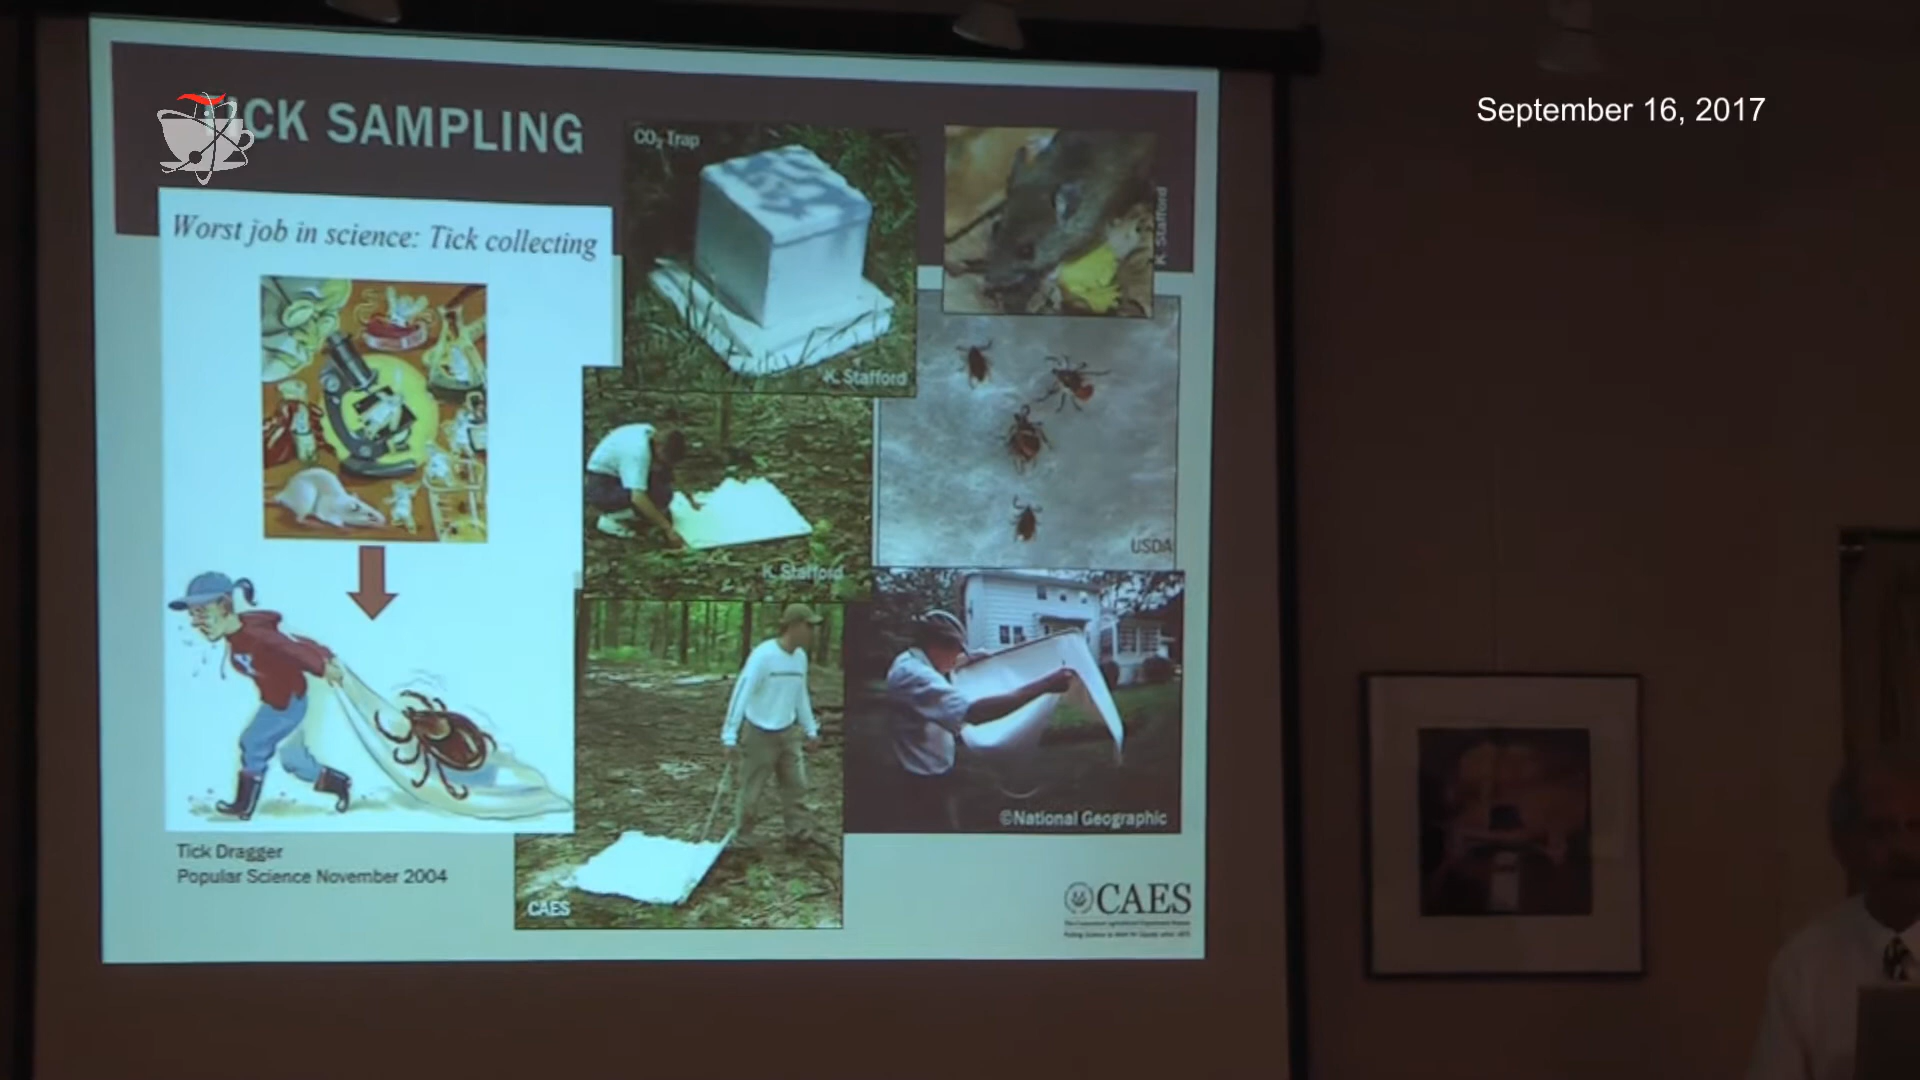 September 16, 2017
TICK SAMPLING
Worst job in science: Tick collecting
CO₂ Trap
K. Stafford
K. Stafford
K. Stafford
USDA
©National Geographic
CAES
Tick Dragger
Popular Science November 2004
CAES